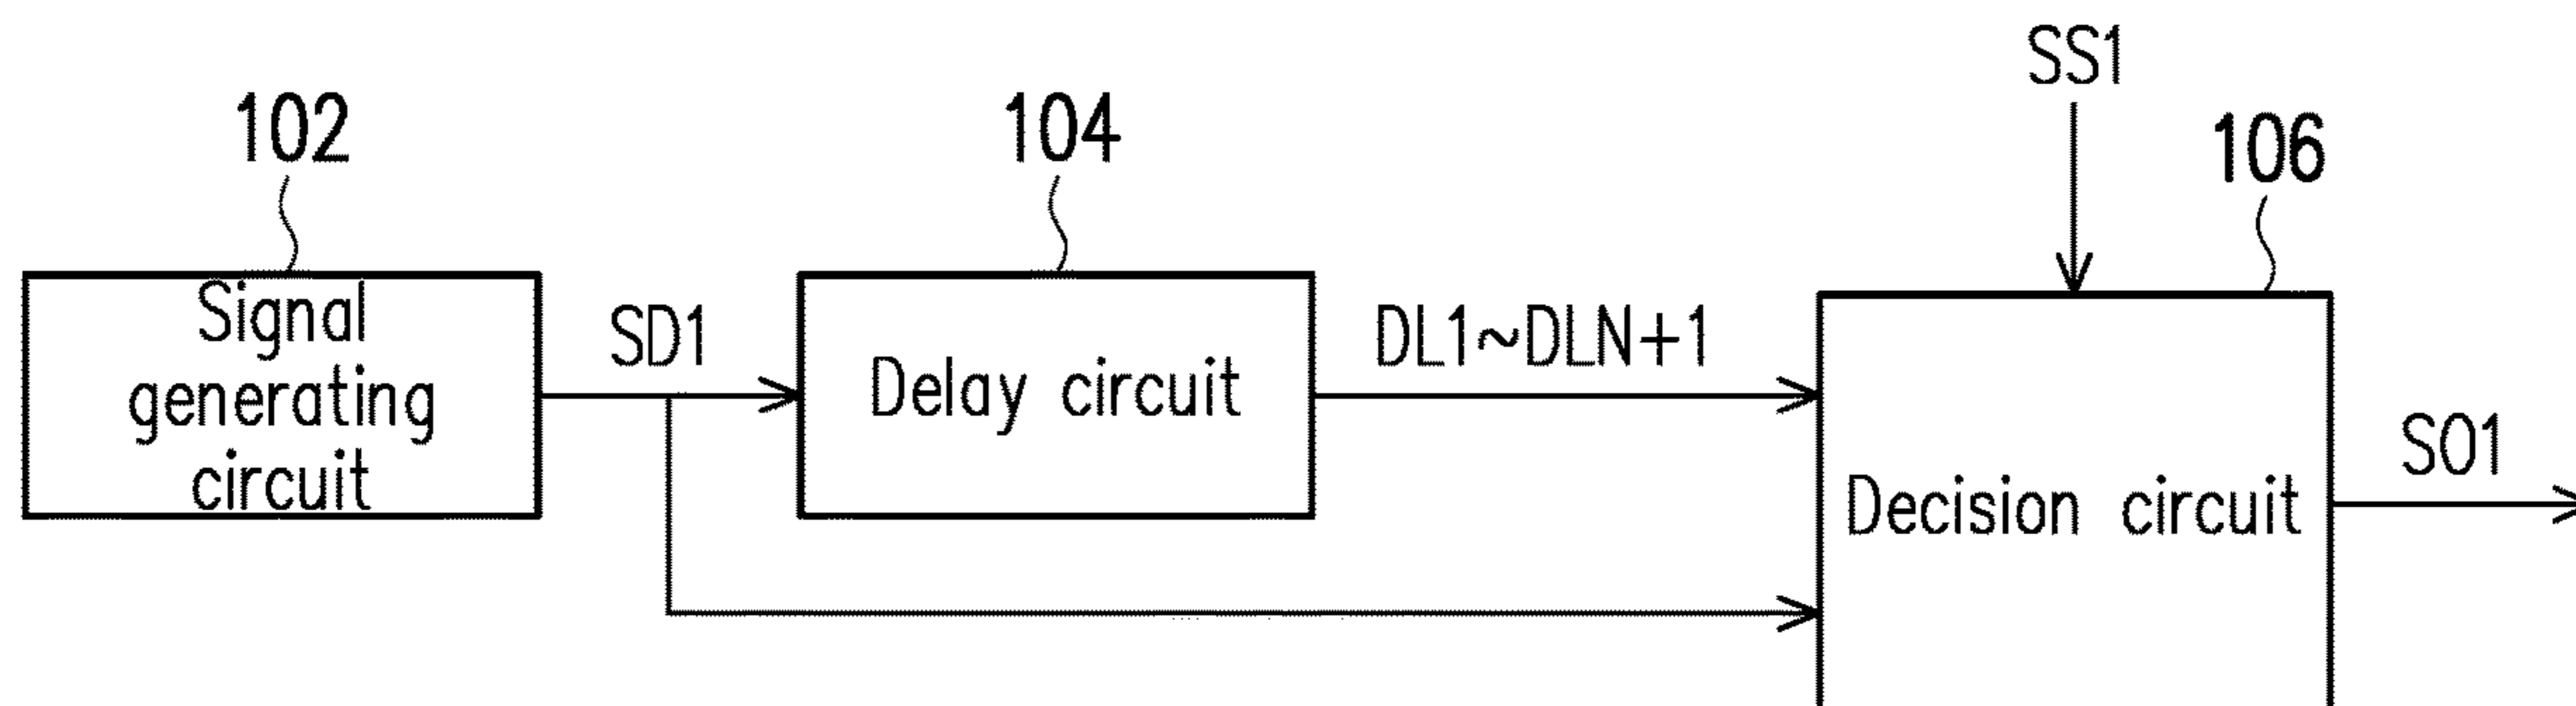 SS1
102
104
106
Signal
generating
circuit
SD1
Delay circuit
DL1~DLN+1
Decision circuit
SO1